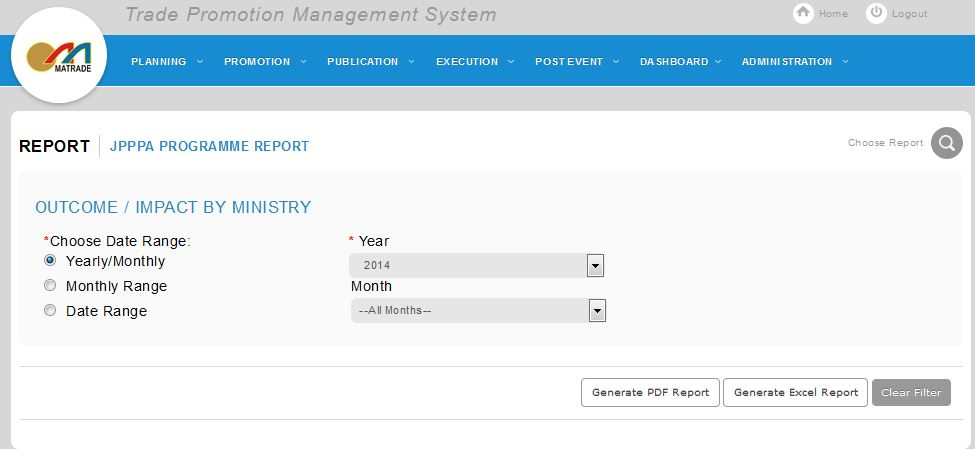 Trade Promotion Management System
Home
Logout
MATRADE
PLANNING PROMOTION PUBLICATION EXECUTION POST EVENT DASHBOARD ADMINISTRATION
REPORT JPPPA PROGRAMME REPORT
Choose Report
OUTCOME / IMPACT BY MINISTRY
*Choose Date Range:
* Year
Yearly/Monthly
2014
Monthly Range
Month
Date Range
--All Months--
Generate PDF Report Generate Excel Report Clear Filter